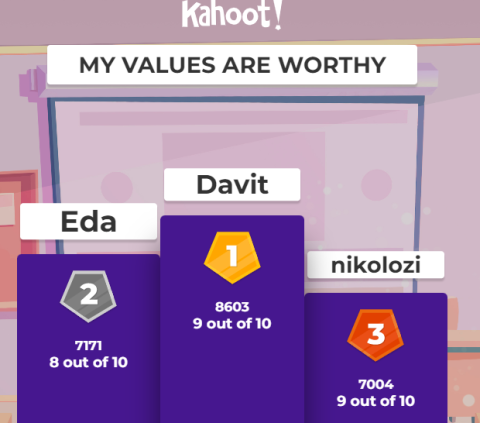 Kahoot!
MY VALUES ARE WORTHY
Davit
Eda
nikolozi
1
8603
9 out of 10
2
7171
8 out of 10
3
7004
9 out of 10